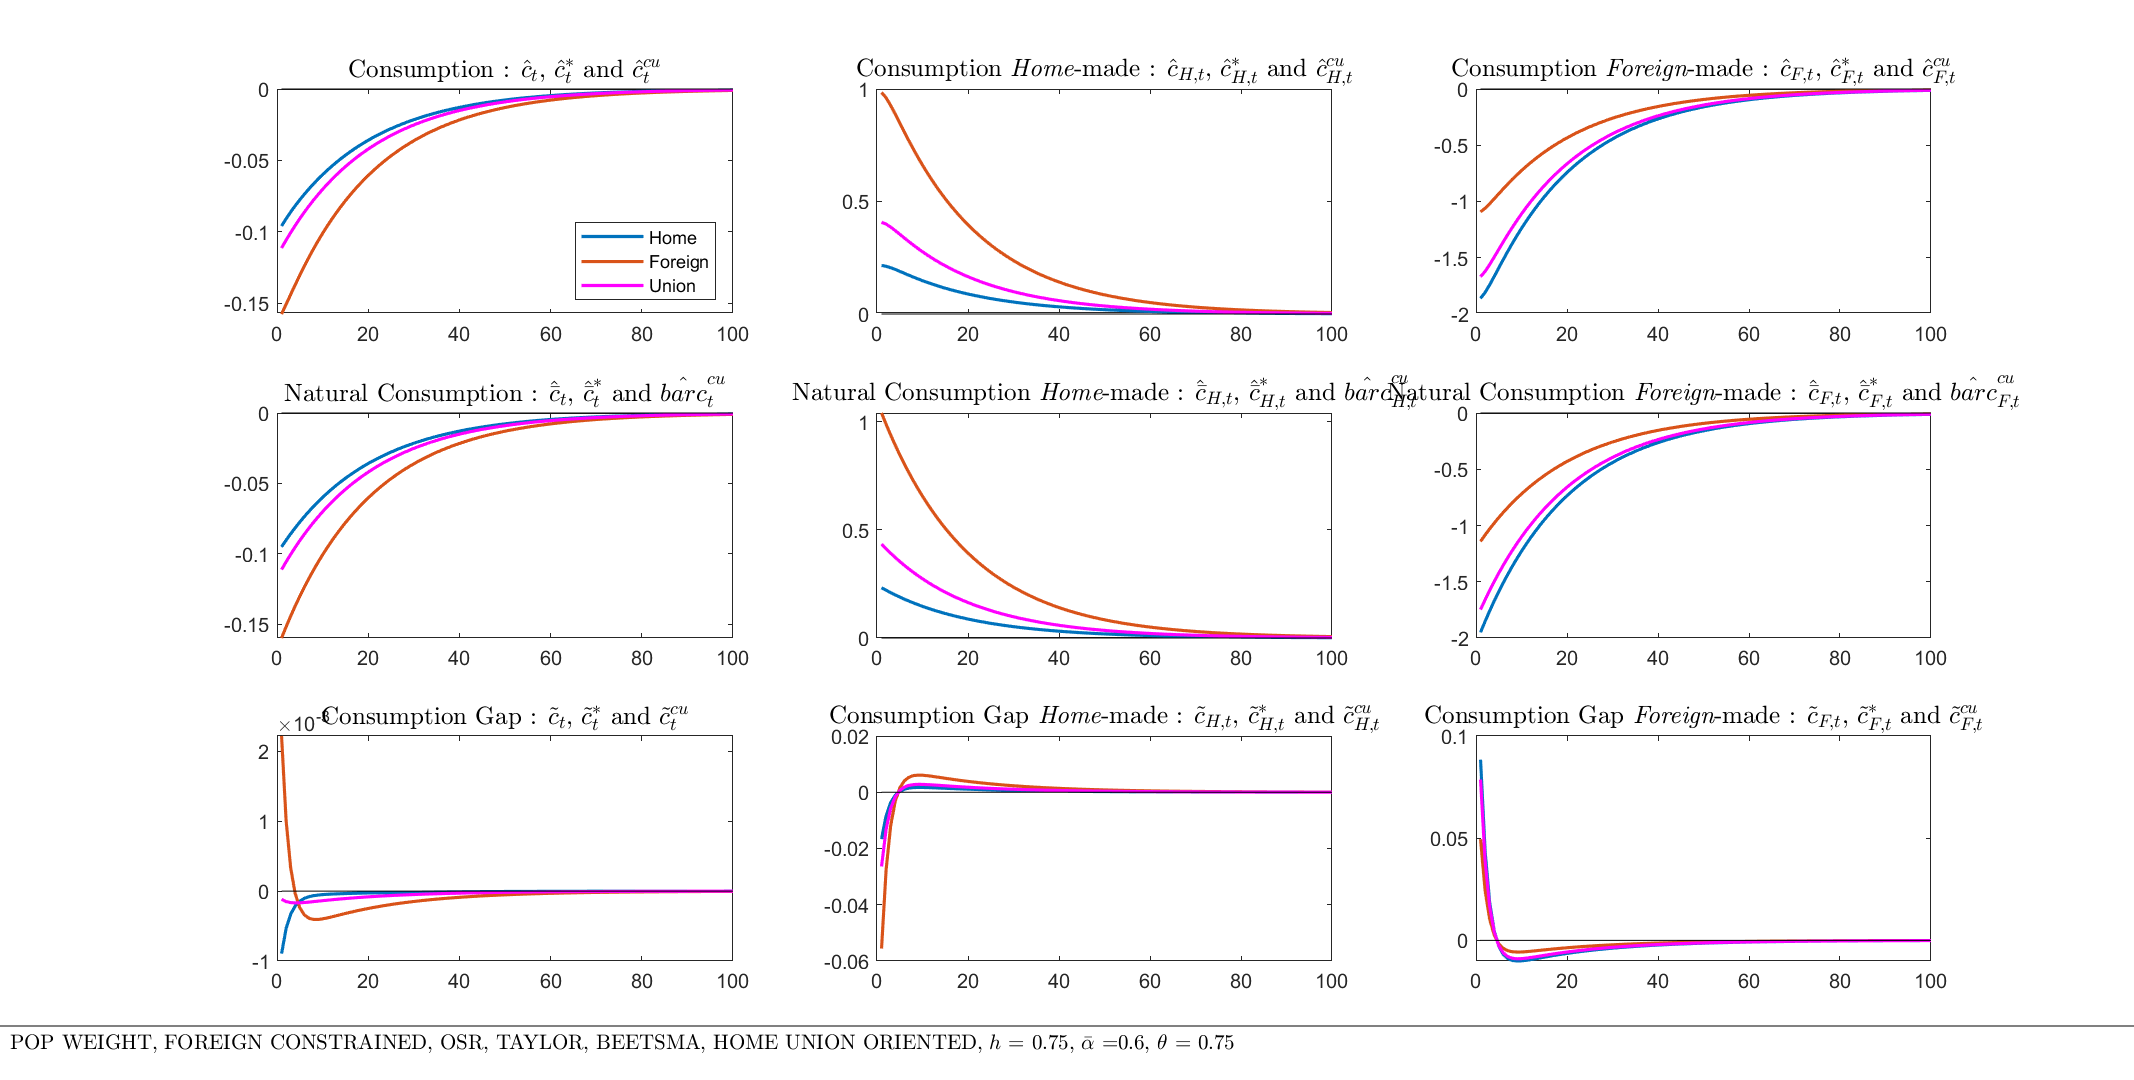 Consumption : ĉ_t, ĉ*_t and ĉ^cu_t
Consumption Home-made : ĉ_H,t, ĉ*_H,t and ĉ^cu_H,t
Consumption Foreign-made : ĉ_F,t, ĉ*_F,t and ĉ^cu_F,t
0
-0.05
-0.1
-0.15
0 20 40 60 80 100
Home
Foreign
Union
1
0.5
0
0 20 40 60 80 100
0
-0.5
-1
-1.5
-2
0 20 40 60 80 100
Natural Consumption : c̄̂_t, c̄̂*_t and bar̂c^cu_t
Natural Consumption Home-made : c̄̂_H,t, c̄̂*_H,t and bar̂c^cu_H,t
Natural Consumption Foreign-made : c̄̂_F,t, c̄̂*_F,t and bar̂c^cu_F,t
0
-0.05
-0.1
-0.15
0 20 40 60 80 100
1
0.5
0
0 20 40 60 80 100
0
-0.5
-1
-1.5
-2
0 20 40 60 80 100
Consumption Gap : c̃_t, c̃*_t and c̃^cu_t
Consumption Gap Home-made : c̃_H,t, c̃*_H,t and c̃^cu_H,t
Consumption Gap Foreign-made : c̃_F,t, c̃*_F,t and c̃^cu_F,t
2
1
0
-1
0 20 40 60 80 100
0.02
0
-0.02
-0.04
-0.06
0 20 40 60 80 100
0.1
0.05
0
0 20 40 60 80 100
POP WEIGHT, FOREIGN CONSTRAINED, OSR, TAYLOR, BEETSMA, HOME UNION ORIENTED, h = 0.75, ᾱ =0.6, θ = 0.75